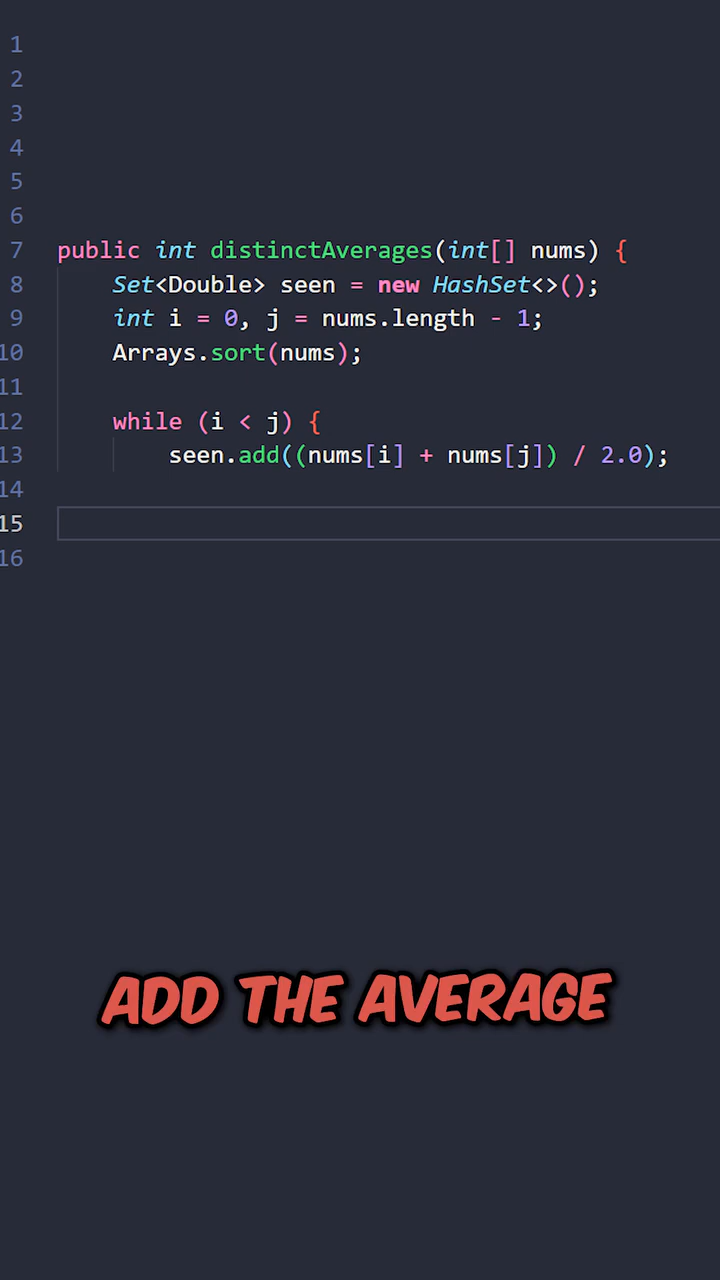 1
2
3
4
5
6
7 public int distinctAverages(int[] nums) {
8 Set<Double> seen = new HashSet<>();
9 int i = 0, j = nums.length - 1;
10 Arrays.sort(nums);
11
12 while (i < j) {
13 seen.add((nums[i] + nums[j]) / 2.0);
14
15
16
ADD THE AVERAGE